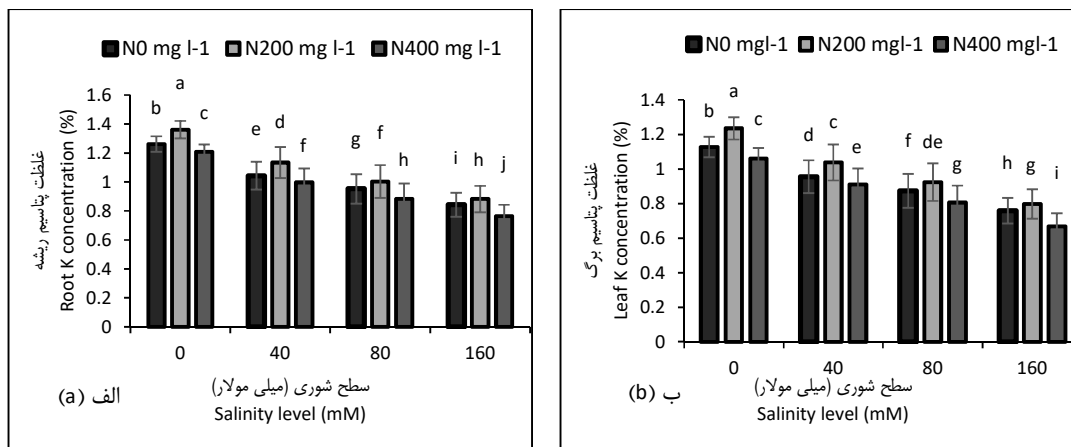 N0 mg l-1 N200 mg l-1 N400 mg l-1
غلظت پتاسیم ریشه
Root K concentration (%)
1.6
1.4
1.2
1
0.8
0.6
0.4
0.2
0
b a c e d f g f h i h j
0 40 80 160
سطح شوری (میلی مولار)
Salinity level (mM)
الف (a)
N0 mgl-1 N200 mgl-1 N400 mgl-1
غلظت پتاسیم برگ
Leaf K concentration (%)
1.4
1.2
1
0.8
0.6
0.4
0.2
0
b a c d c e f de g h g i
0 40 80 160
سطح شوری (میلی مولار)
Salinity level (mM)
ب (b)